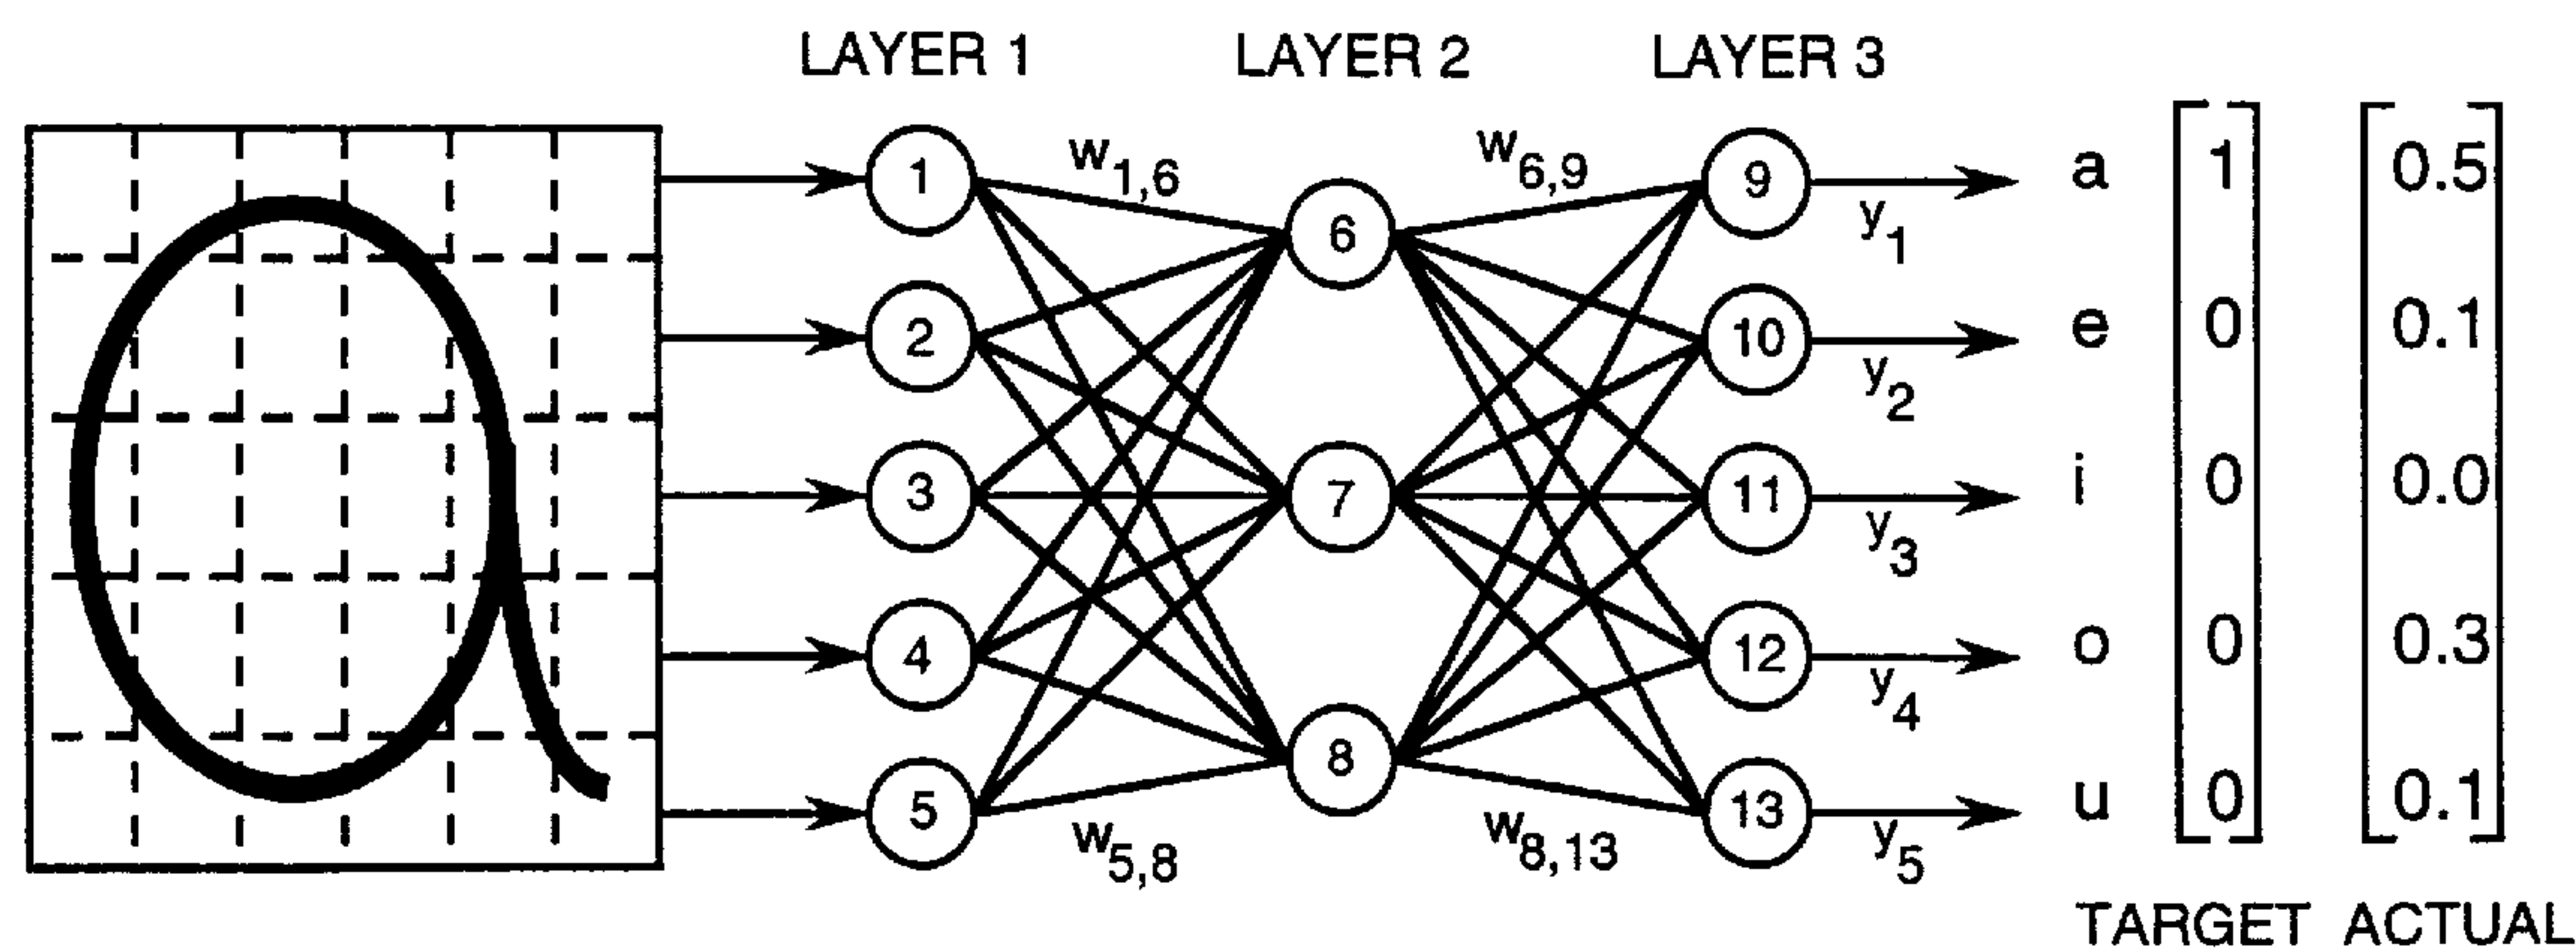 LAYER 1 LAYER 2 LAYER 3
1 w1,6 6 w6,9 9 y1 a 1 0.5
2 10 y2 e 0 0.1
3 7 11 y3 i 0 0.0
4 12 y4 o 0 0.3
5 w5,8 8 w8,13 13 y5 u 0 0.1
TARGET ACTUAL